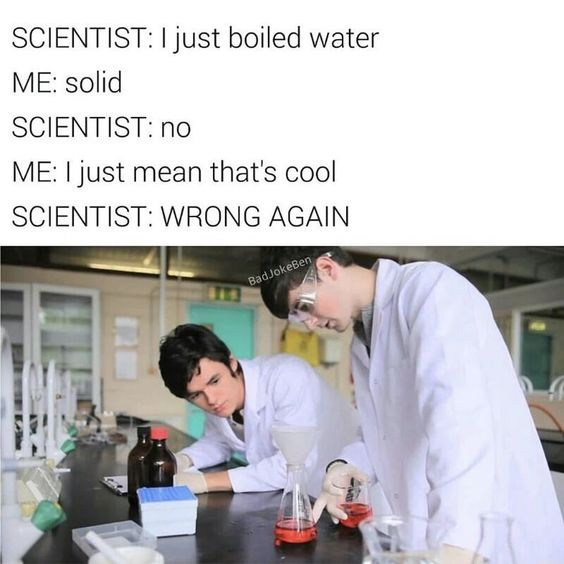 SCIENTIST: I just boiled water
ME: solid
SCIENTIST: no
ME: I just mean that's cool
SCIENTIST: WRONG AGAIN
BadJokeBen